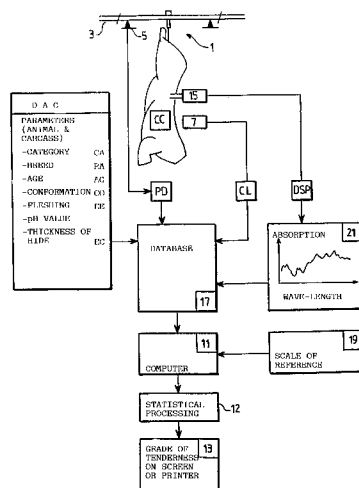 3
5
1
15
CC
7
D A C
PARAMETERS
(ANIMAL &
CARCASS)
-CATEGORY CA
-BREED RA
-AGE AG
-CONFORMATION CO
-FLESHING CE
-pH VALUE
-THICKNESS OF
HIDE EC
PD
CL
DSP
DATABASE
17
ABSORPTION
21
WAVE-LENGTH
11
COMPUTER
19
SCALE OF
REFERENCE
STATISTICAL
PROCESSING
12
GRADE OF
13
TENDERNESS
ON SCREEN
OR PRINTER